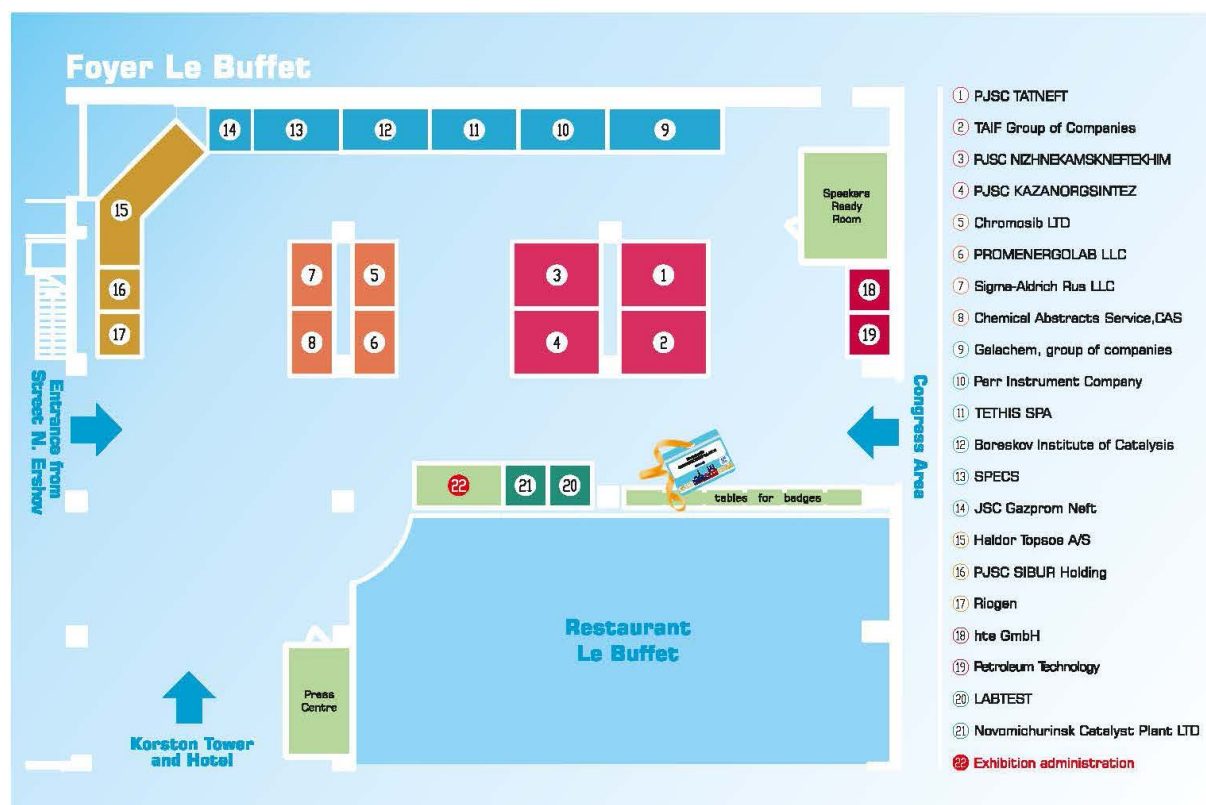 Foyer Le Buffet
14
13
12
11
10
9
15
16
17
7
5
8
6
3
1
4
2
Speakers
Ready
Room
18
19
Entrance from
Street N. Ershov
Congress Area
22
21
20
tables for badges
Restaurant
Le Buffet
Press
Centre
Korston Tower
and Hotel
1 PJSC TATNEFT
2 TAIF Group of Companies
3 PJSC NIZHNEKAMSKNEFTEKHIM
4 PJSC KAZANORGSINTEZ
5 Chromosib LTD
6 PROMENERGOLAB LLC
7 Sigma-Aldrich Rus LLC
8 Chemical Abstracts Service,CAS
9 Galachem, group of companies
10 Parr Instrument Company
11 TETHIS SPA
12 Boreskov Institute of Catalysis
13 SPECS
14 JSC Gazprom Neft
15 Haldor Topsoe A/S
16 PJSC SIBUR Holding
17 Riogen
18 hte GmbH
19 Petroleum Technology
20 LABTEST
21 Novomichurinsk Catalyst Plant LTD
22 Exhibition administration